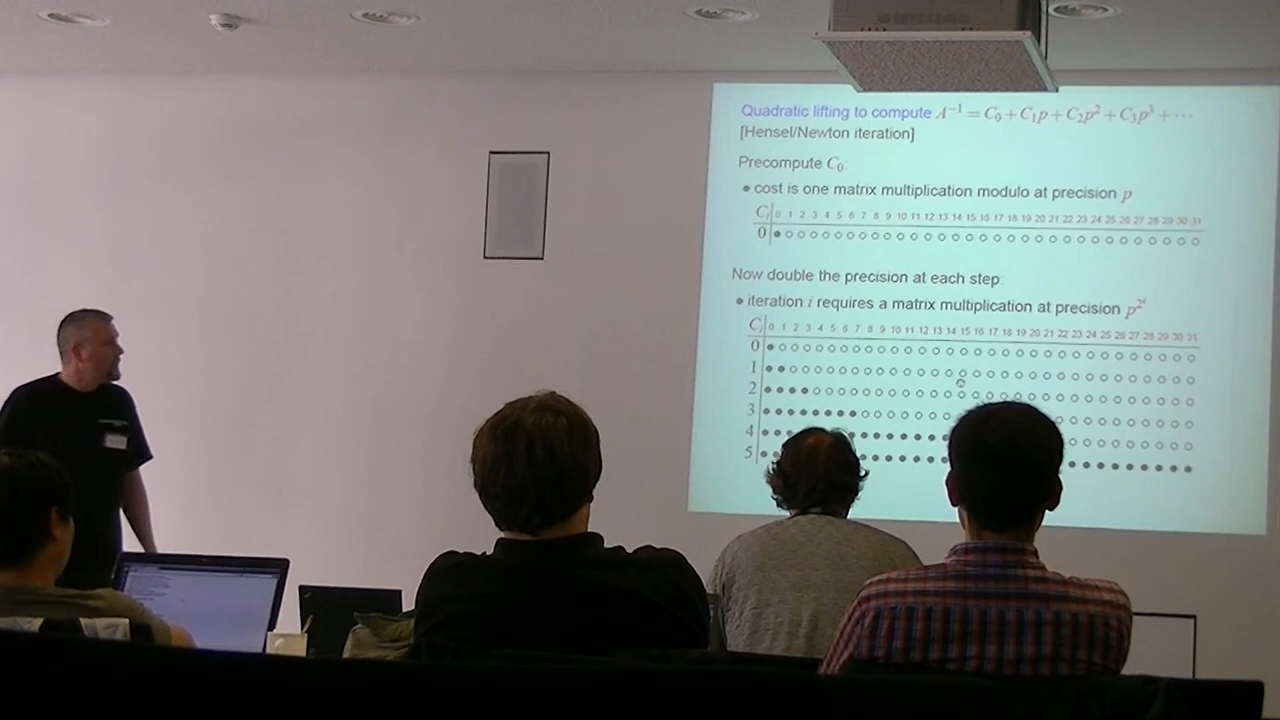 Quadratic lifting to compute A⁻¹ = C₀ + C₁p + C₂p² + C₃p³ + ⋯
[Hensel/Newton iteration]
Precompute C₀:
• cost is one matrix multiplication modulo at precision p
Cᵢ 0 1 2 3 4 5 6 7 8 9 10 11 12 13 14 15 16 17 18 19 20 21 22 23 24 25 26 27 28 29 30 31
0
Now double the precision at each step
• iteration i requires a matrix multiplication at precision p^{2^i}
Cᵢ 0 1 2 3 4 5 6 7 8 9 10 11 12 13 14 15 16 17 18 19 20 21 22 23 24 25 26 27 28 29 30 31
0
1
2
3
4
5